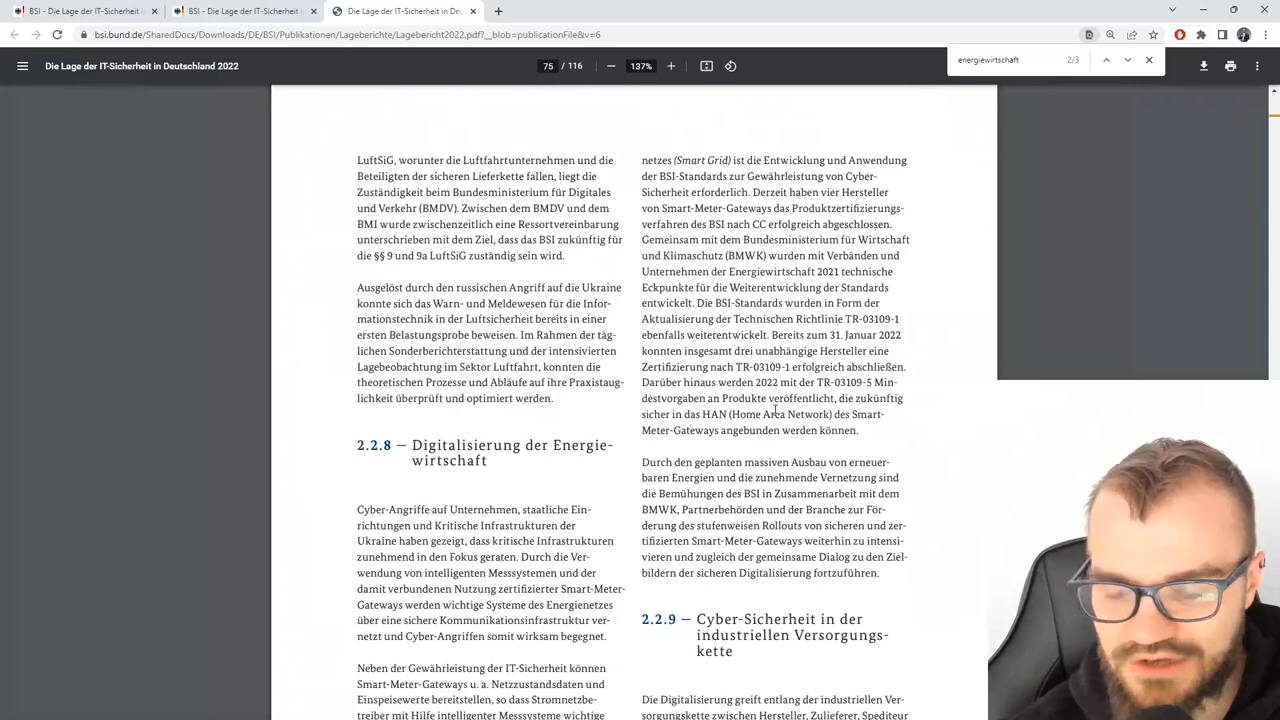 BSI - Die Lage der IT-Sicherheit in
BSI - Die Lage der IT-Sicherheit in
Die Lage der IT-Sicherheit in De
bsi.bund.de/SharedDocs/Downloads/DE/BSI/Publikationen/Lageberichte/Lagebericht2022.pdf?__blob=publicationFile&v=6
energiewirtschaft
2/3
Die Lage der IT-Sicherheit in Deutschland 2022
75 / 116
137%
LuftSiG, worunter die Luftfahrtunternehmen und die
Beteiligten der sicheren Lieferkette fallen, liegt die
Zuständigkeit beim Bundesministerium für Digitales
und Verkehr (BMDV). Zwischen dem BMDV und dem
BMI wurde zwischenzeitlich eine Ressortvereinbarung
unterschrieben mit dem Ziel, dass das BSI zukünftig für
die §§ 9 und 9a LuftSiG zuständig sein wird.
Ausgelöst durch den russischen Angriff auf die Ukraine
konnte sich das Warn- und Meldewesen für die Infor-
mationstechnik in der Luftsicherheit bereits in einer
ersten Belastungsprobe beweisen. Im Rahmen der täg-
lichen Sonderberichterstattung und der intensivierten
Lagebeobachtung im Sektor Luftfahrt, konnten die
theoretischen Prozesse und Abläufe auf ihre Praxistaug-
lichkeit überprüft und optimiert werden.
2.2.8 — Digitalisierung der Energie-
wirtschaft
Cyber-Angriffe auf Unternehmen, staatliche Ein-
richtungen und Kritische Infrastrukturen der
Ukraine haben gezeigt, dass kritische Infrastrukturen
zunehmend in den Fokus geraten. Durch die Ver-
wendung von intelligenten Messsystemen und der
damit verbundenen Nutzung zertifizierter Smart-Meter-
Gateways werden wichtige Systeme des Energienetzes
über eine sichere Kommunikationsinfrastruktur ver-
netzt und Cyber-Angriffen somit wirksam begegnet.
Neben der Gewährleistung der IT-Sicherheit können
Smart-Meter-Gateways u. a. Netzzustandsdaten und
Einspeisewerte bereitstellen, so dass Stromnetzbe-
treiber mit Hilfe intelligenter Messsysteme wichtige
netzes (Smart Grid) ist die Entwicklung und Anwendung
der BSI-Standards zur Gewährleistung von Cyber-
Sicherheit erforderlich. Derzeit haben vier Hersteller
von Smart-Meter-Gateways das Produktzertifizierungs-
verfahren des BSI nach CC erfolgreich abgeschlossen.
Gemeinsam mit dem Bundesministerium für Wirtschaft
und Klimaschutz (BMWK) wurden mit Verbänden und
Unternehmen der Energiewirtschaft 2021 technische
Eckpunkte für die Weiterentwicklung der Standards
entwickelt. Die BSI-Standards wurden in Form der
Aktualisierung der Technischen Richtlinie TR-03109-1
ebenfalls weiterentwickelt. Bereits zum 31. Januar 2022
konnten insgesamt drei unabhängige Hersteller eine
Zertifizierung nach TR-03109-1 erfolgreich abschließen.
Darüber hinaus werden 2022 mit der TR-03109-5 Min-
destvorgaben an Produkte veröffentlicht, die zukünftig
sicher in das HAN (Home Area Network) des Smart-
Meter-Gateways angebunden werden können.
Durch den geplanten massiven Ausbau von erneuer-
baren Energien und die zunehmende Vernetzung sind
die Bemühungen des BSI in Zusammenarbeit mit dem
BMWK, Partnerbehörden und der Branche zur För-
derung des stufenweisen Rollouts von sicheren und zer-
tifizierten Smart-Meter-Gateways weiterhin zu intensi-
vieren und zugleich der gemeinsame Dialog zu den Ziel-
bildern der sicheren Digitalisierung fortzuführen.
2.2.9 — Cyber-Sicherheit in der
industriellen Versorgungs-
kette
Die Digitalisierung greift entlang der industriellen Ver-
sorgungskette zwischen Hersteller, Zulieferer, Spediteur